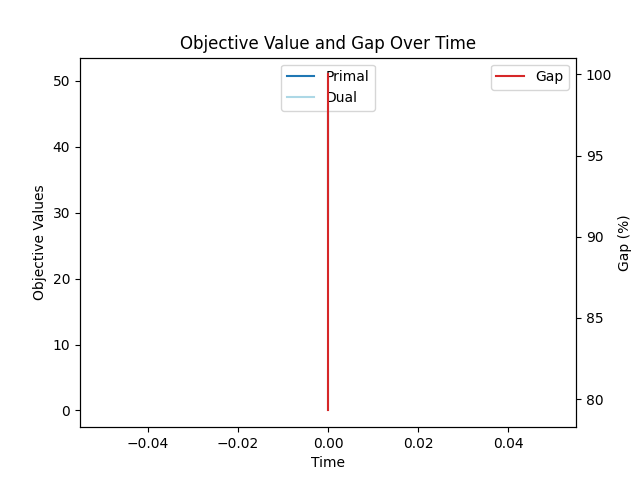 Objective Value and Gap Over Time
Primal
Dual
Gap
50
40
30
20
10
0
Objective Values
100
95
90
85
80
Gap (%)
−0.04
−0.02
0.00
0.02
0.04
Time